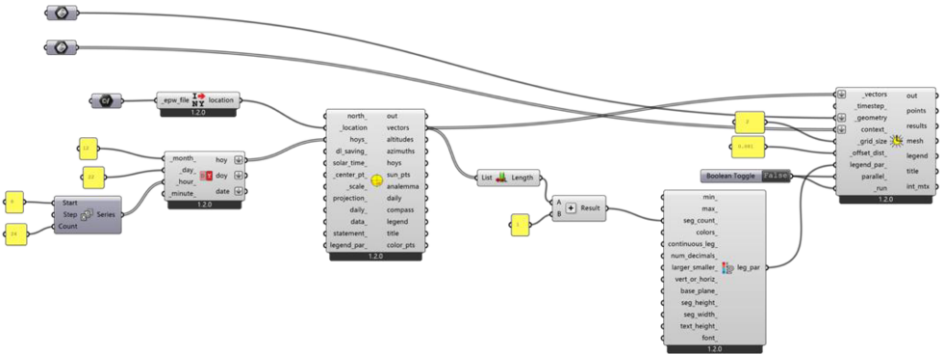 _epw_file
location
1.2.0
_month_
_day_
_hour_
_minute_
hoy
doy
date
1.2.0
Start
Step
Count
Series
north_
_location
hoys_
dl_saving_
solar_time_
_center_pt_
_scale_
projection_
daily_
data_
statement_
legend_par_
out
vectors
altitudes
azimuths
hoys
sun_pts
analemma
daily
compass
legend
title
color_pts
1.2.0
List
Length
A
B
Result
min_
max_
seg_count_
colors_
continuous_leg_
num_decimals_
larger_smaller_
vert_or_horiz_
base_plane_
seg_height_
seg_width_
text_height_
font_
leg_par
1.2.0
Boolean Toggle
False
_vectors
_timestep_
_geometry
context_
_grid_size
_offset_dist_
legend_par_
parallel_
_run
out
points
results
mesh
legend
title
int_mtx
1.2.0